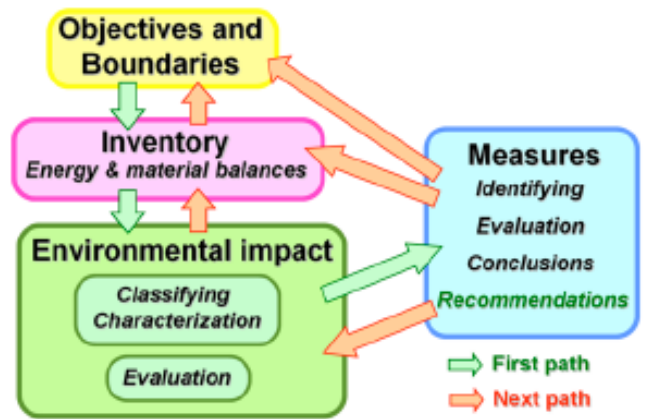 Objectives and
Boundaries
Inventory
Energy & material balances
Environmental impact
Classifying
Characterization
Evaluation
Measures
Identifying
Evaluation
Conclusions
Recommendations
First path
Next path